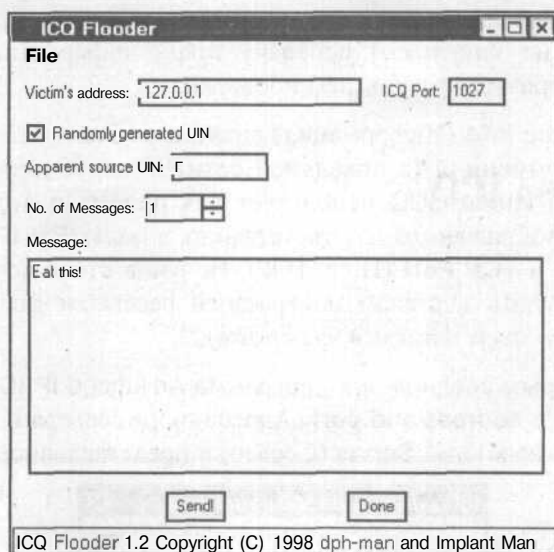 ICQ Flooder
File
Victim's address: 127.0.0.1 ICQ Port: 1027
Randomly generated UIN
Apparent source UIN:
No. of Messages: 1
Message:
Eat this!
Send! Done
ICQ Flooder 1.2 Copyright (C) 1998 dph-man and Implant Man